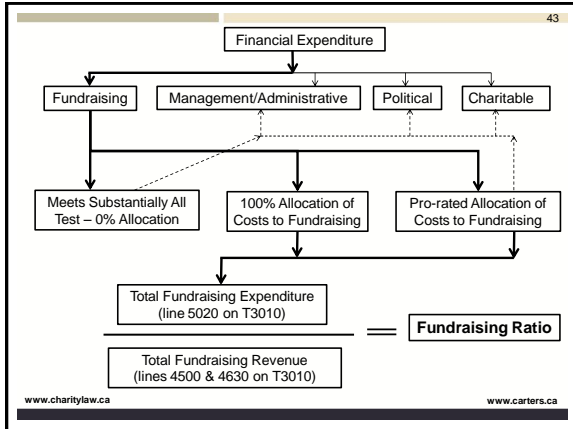 43
Financial Expenditure
Fundraising
Management/Administrative
Political
Charitable
Meets Substantially All
Test – 0% Allocation
100% Allocation of
Costs to Fundraising
Pro-rated Allocation of
Costs to Fundraising
Total Fundraising Expenditure
(line 5020 on T3010)
=
Fundraising Ratio
Total Fundraising Revenue
(lines 4500 & 4630 on T3010)
www.charitylaw.ca
www.carters.ca